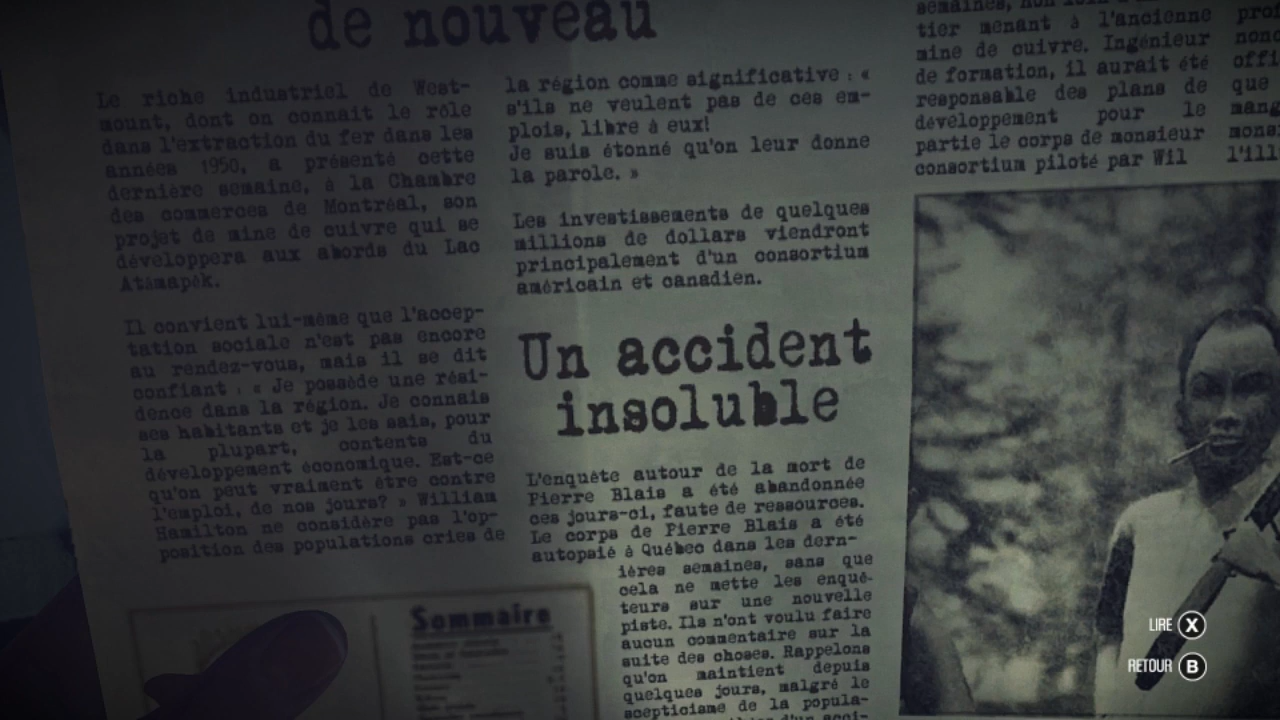 de nouveau
Le riche industriel de West-
mount, dont on connait le rôle
dans l'extraction du fer dans les
années 1950, a présenté cette
dernière semaine, à la Chambre
des commerces de Montréal, son
projet de mine de cuivre qui se
développera aux abords du Lac
Atâmapèk.
Il convient lui-même que l'accep-
tation sociale n'est pas encore
au rendez-vous, mais il se dit
confiant : « Je possède une rési-
dence dans la région. Je connais
ses habitants et je les sais, pour
la plupart, contents du
développement économique. Est-ce
qu'on peut vraiment être contre
l'emploi, de nos jours? » William
Hamilton ne considère pas l'op-
position des populations cries de
la région comme significative : «
s'ils ne veulent pas de ces em-
plois, libre à eux!
Je suis étonné qu'on leur donne
la parole. »
Les investissements de quelques
millions de dollars viendront
principalement d'un consortium
américain et canadien.
Un accident
insoluble
L'enquête autour de la mort de
Pierre Blais a été abandonnée
ces jours-ci, faute de ressources.
Le corps de Pierre Blais a été
autopsié à Québec dans les dern-
ières semaines, sans que
cela ne mette les enquê-
teurs sur une nouvelle
piste. Ils n'ont voulu faire
aucun commentaire sur la
suite des choses. Rappelons
qu'on maintient depuis
quelques jours, malgré le
scepticisme de la popula-
d'un acci-
semaines, non loin
tier menant à l'ancienne
mine de cuivre. Ingénieur
de formation, il aurait été
responsable des plans de
développement pour le
partie le corps de monsieur
consortium piloté par Wil
prof
nonc
offi
que
mang
mons
l'ill
Sommaire
LIRE X
RETOUR B